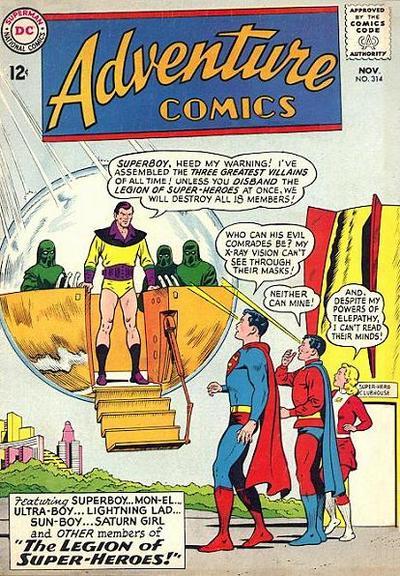 SUPERMAN
DC
NATIONAL COMICS
12¢
Adventure
COMICS
APPROVED
BY THE
COMICS
CODE
AUTHORITY
NOV.
NO. 314
SUPERBOY, HEED MY WARNING! I'VE
ASSEMBLED THE THREE GREATEST VILLAINS
OF ALL TIME! UNLESS YOU DISBAND THE
LEGION OF SUPER-HEROES AT ONCE, WE
WILL DESTROY ALL 18 MEMBERS!
WHO CAN HIS EVIL
COMRADES BE? MY
X-RAY VISION CAN'T
SEE THROUGH
THEIR MASKS!
NEITHER
CAN MINE!
AND,
DESPITE MY
POWERS OF
TELEPATHY,
I CAN'T READ
THEIR MINDS!
SUPER-HERO
CLUBHOUSE
Featuring SUPERBOY...MON-EL...
ULTRA-BOY...LIGHTNING LAD...
SUN-BOY...SATURN GIRL
and OTHER members of
"The LEGION OF
SUPER-HEROES!"